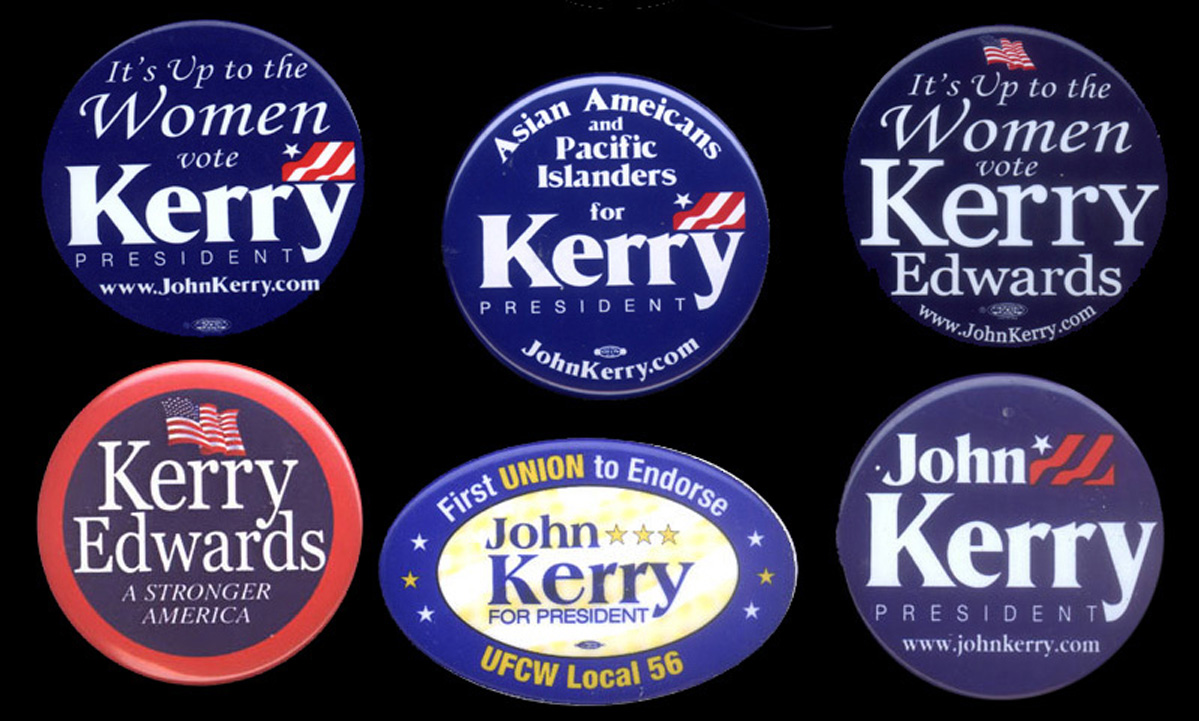 It's Up to the
Women
vote
Kerry
PRESIDENT
www.JohnKerry.com
Asian Ameicans
and
Pacific
Islanders
for
Kerry
PRESIDENT
JohnKerry.com
It's Up to the
Women
vote
Kerry
Edwards
www.JohnKerry.com
Kerry
Edwards
A STRONGER
AMERICA
First UNION to Endorse
John
Kerry
FOR PRESIDENT
UFCW Local 56
John
Kerry
PRESIDENT
www.johnkerry.com